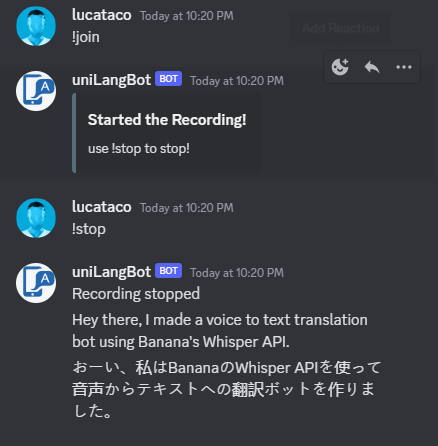 lucataco Today at 10:20 PM
!join
Add Reaction
uniLangBot BOT Today at 10:20 PM
Started the Recording!
use !stop to stop!
lucataco Today at 10:20 PM
!stop
uniLangBot BOT Today at 10:20 PM
Recording stopped
Hey there, I made a voice to text translation
bot using Banana's Whisper API.
おーい、私はBananaのWhisper APIを使って
音声からテキストへの翻訳ボットを作りま
した。